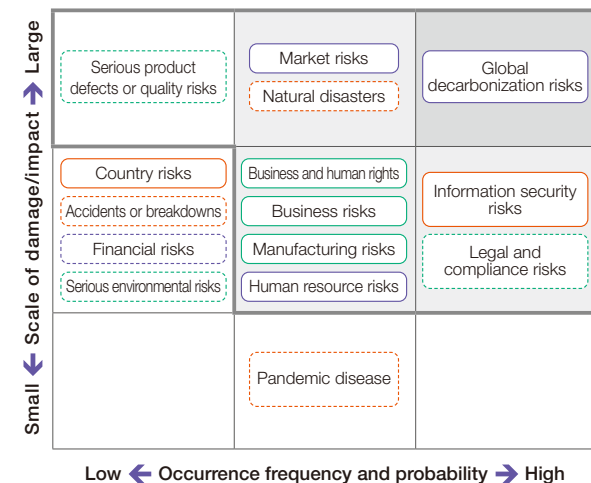 Small ← Scale of damage/impact → Large
Serious product
defects or quality risks
Market risks
Natural disasters
Global
decarbonization risks
Country risks
Accidents or breakdowns
Financial risks
Serious environmental risks
Business and human rights
Business risks
Manufacturing risks
Human resource risks
Information security
risks
Legal and
compliance risks
Pandemic disease
Low ← Occurrence frequency and probability → High